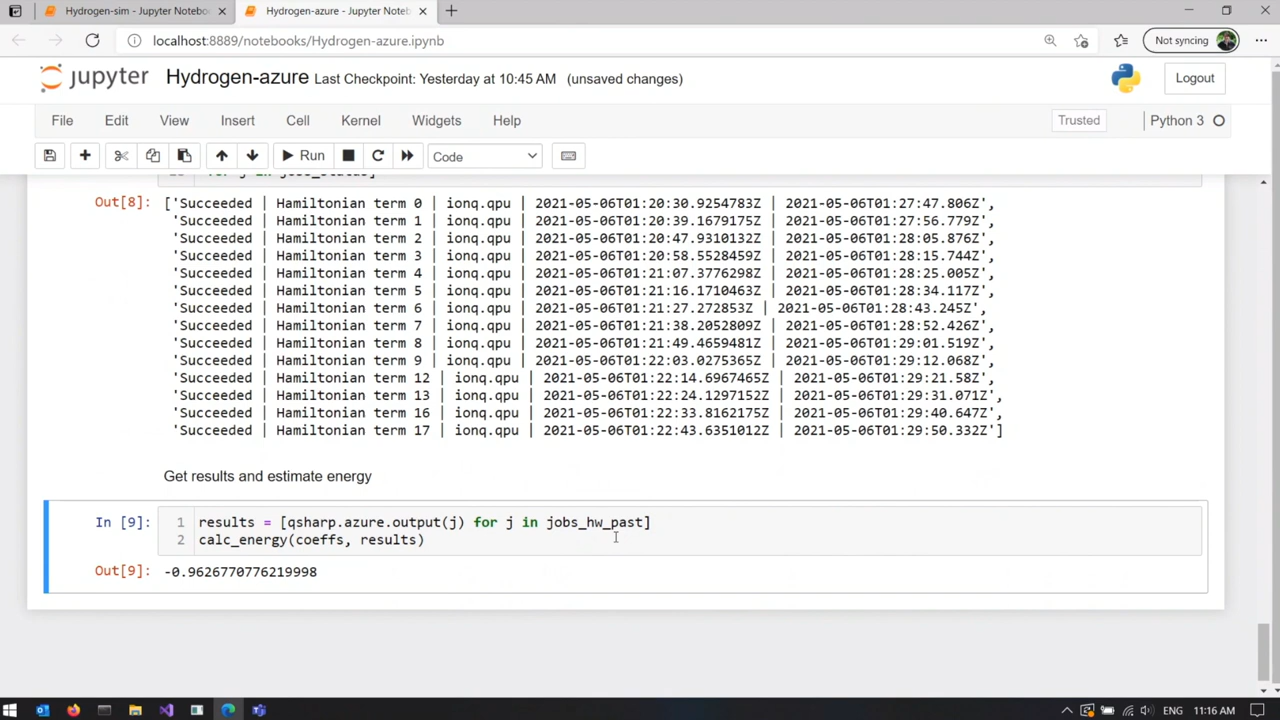 Hydrogen-sim - Jupyter Notebo
Hydrogen-azure - Jupyter Noteb
localhost:8889/notebooks/Hydrogen-azure.ipynb
Not syncing
jupyter Hydrogen-azure Last Checkpoint: Yesterday at 10:45 AM (unsaved changes)
Logout
File Edit View Insert Cell Kernel Widgets Help
Trusted
Python 3
Run
Code
Out[8]: ['Succeeded | Hamiltonian term 0 | ionq.qpu | 2021-05-06T01:20:30.9254783Z | 2021-05-06T01:27:47.806Z',
'Succeeded | Hamiltonian term 1 | ionq.qpu | 2021-05-06T01:20:39.1679175Z | 2021-05-06T01:27:56.779Z',
'Succeeded | Hamiltonian term 2 | ionq.qpu | 2021-05-06T01:20:47.9310132Z | 2021-05-06T01:28:05.876Z',
'Succeeded | Hamiltonian term 3 | ionq.qpu | 2021-05-06T01:20:58.5528459Z | 2021-05-06T01:28:15.744Z',
'Succeeded | Hamiltonian term 4 | ionq.qpu | 2021-05-06T01:21:07.3776298Z | 2021-05-06T01:28:25.005Z',
'Succeeded | Hamiltonian term 5 | ionq.qpu | 2021-05-06T01:21:16.1710463Z | 2021-05-06T01:28:34.117Z',
'Succeeded | Hamiltonian term 6 | ionq.qpu | 2021-05-06T01:21:27.272853Z | 2021-05-06T01:28:43.245Z',
'Succeeded | Hamiltonian term 7 | ionq.qpu | 2021-05-06T01:21:38.2052809Z | 2021-05-06T01:28:52.426Z',
'Succeeded | Hamiltonian term 8 | ionq.qpu | 2021-05-06T01:21:49.4659481Z | 2021-05-06T01:29:01.519Z',
'Succeeded | Hamiltonian term 9 | ionq.qpu | 2021-05-06T01:22:03.0275365Z | 2021-05-06T01:29:12.068Z',
'Succeeded | Hamiltonian term 12 | ionq.qpu | 2021-05-06T01:22:14.6967465Z | 2021-05-06T01:29:21.58Z',
'Succeeded | Hamiltonian term 13 | ionq.qpu | 2021-05-06T01:22:24.1297152Z | 2021-05-06T01:29:31.071Z',
'Succeeded | Hamiltonian term 16 | ionq.qpu | 2021-05-06T01:22:33.8162175Z | 2021-05-06T01:29:40.647Z',
'Succeeded | Hamiltonian term 17 | ionq.qpu | 2021-05-06T01:22:43.6351012Z | 2021-05-06T01:29:50.332Z']
Get results and estimate energy
In [9]: 1 results = [qsharp.azure.output(j) for j in jobs_hw_past]
2 calc_energy(coeffs, results)
Out[9]: -0.9626770776219998
ENG 11:16 AM